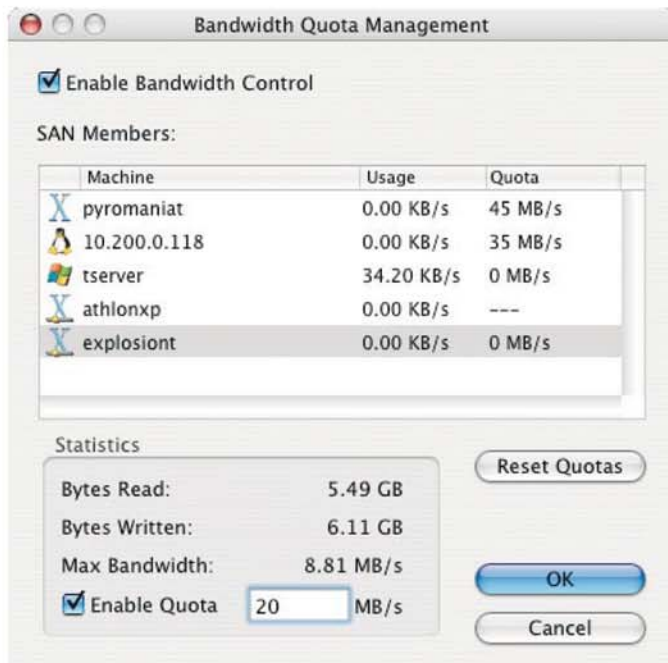 Bandwidth Quota Management
Enable Bandwidth Control
SAN Members:
Machine Usage Quota
pyromaniat 0.00 KB/s 45 MB/s
10.200.0.118 0.00 KB/s 35 MB/s
tserver 34.20 KB/s 0 MB/s
athlonxp 0.00 KB/s ---
explosiont 0.00 KB/s 0 MB/s
Statistics
Bytes Read: 5.49 GB
Bytes Written: 6.11 GB
Max Bandwidth: 8.81 MB/s
Enable Quota 20 MB/s
Reset Quotas
OK
Cancel